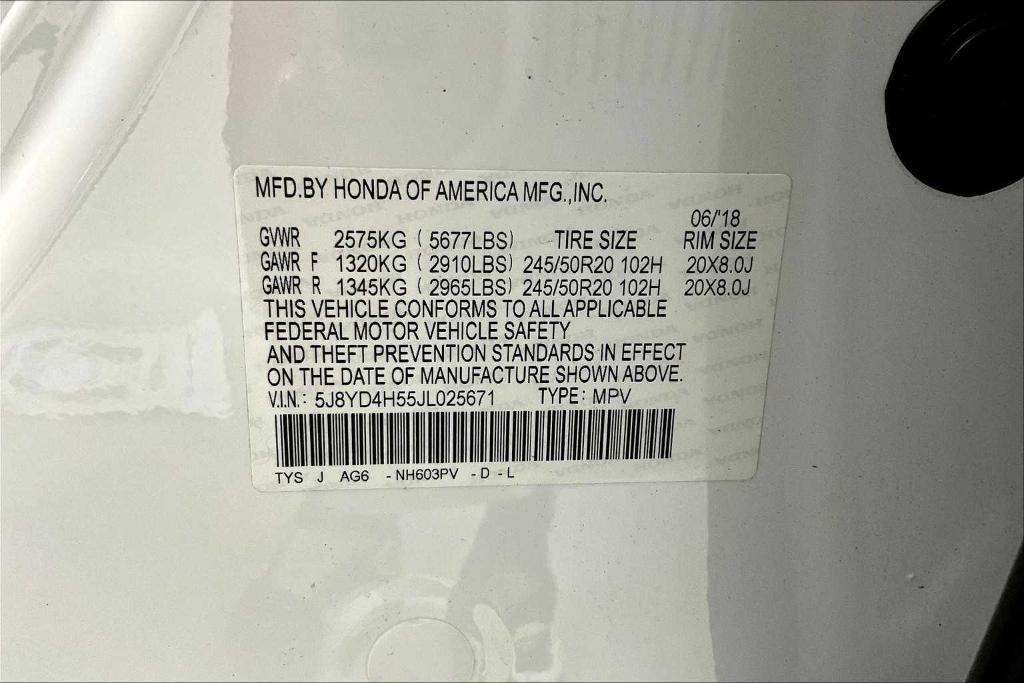 MFD.BY HONDA OF AMERICA MFG.,INC.
06/'18
GVWR 2575KG ( 5677LBS) TIRE SIZE RIM SIZE
GAWR F 1320KG ( 2910LBS) 245/50R20 102H 20X8.0J
GAWR R 1345KG ( 2965LBS) 245/50R20 102H 20X8.0J
THIS VEHICLE CONFORMS TO ALL APPLICABLE
FEDERAL MOTOR VEHICLE SAFETY
AND THEFT PREVENTION STANDARDS IN EFFECT
ON THE DATE OF MANUFACTURE SHOWN ABOVE.
V.I.N.: 5J8YD4H55JL025671 TYPE: MPV
TYS J AG6 -NH603PV -D -L